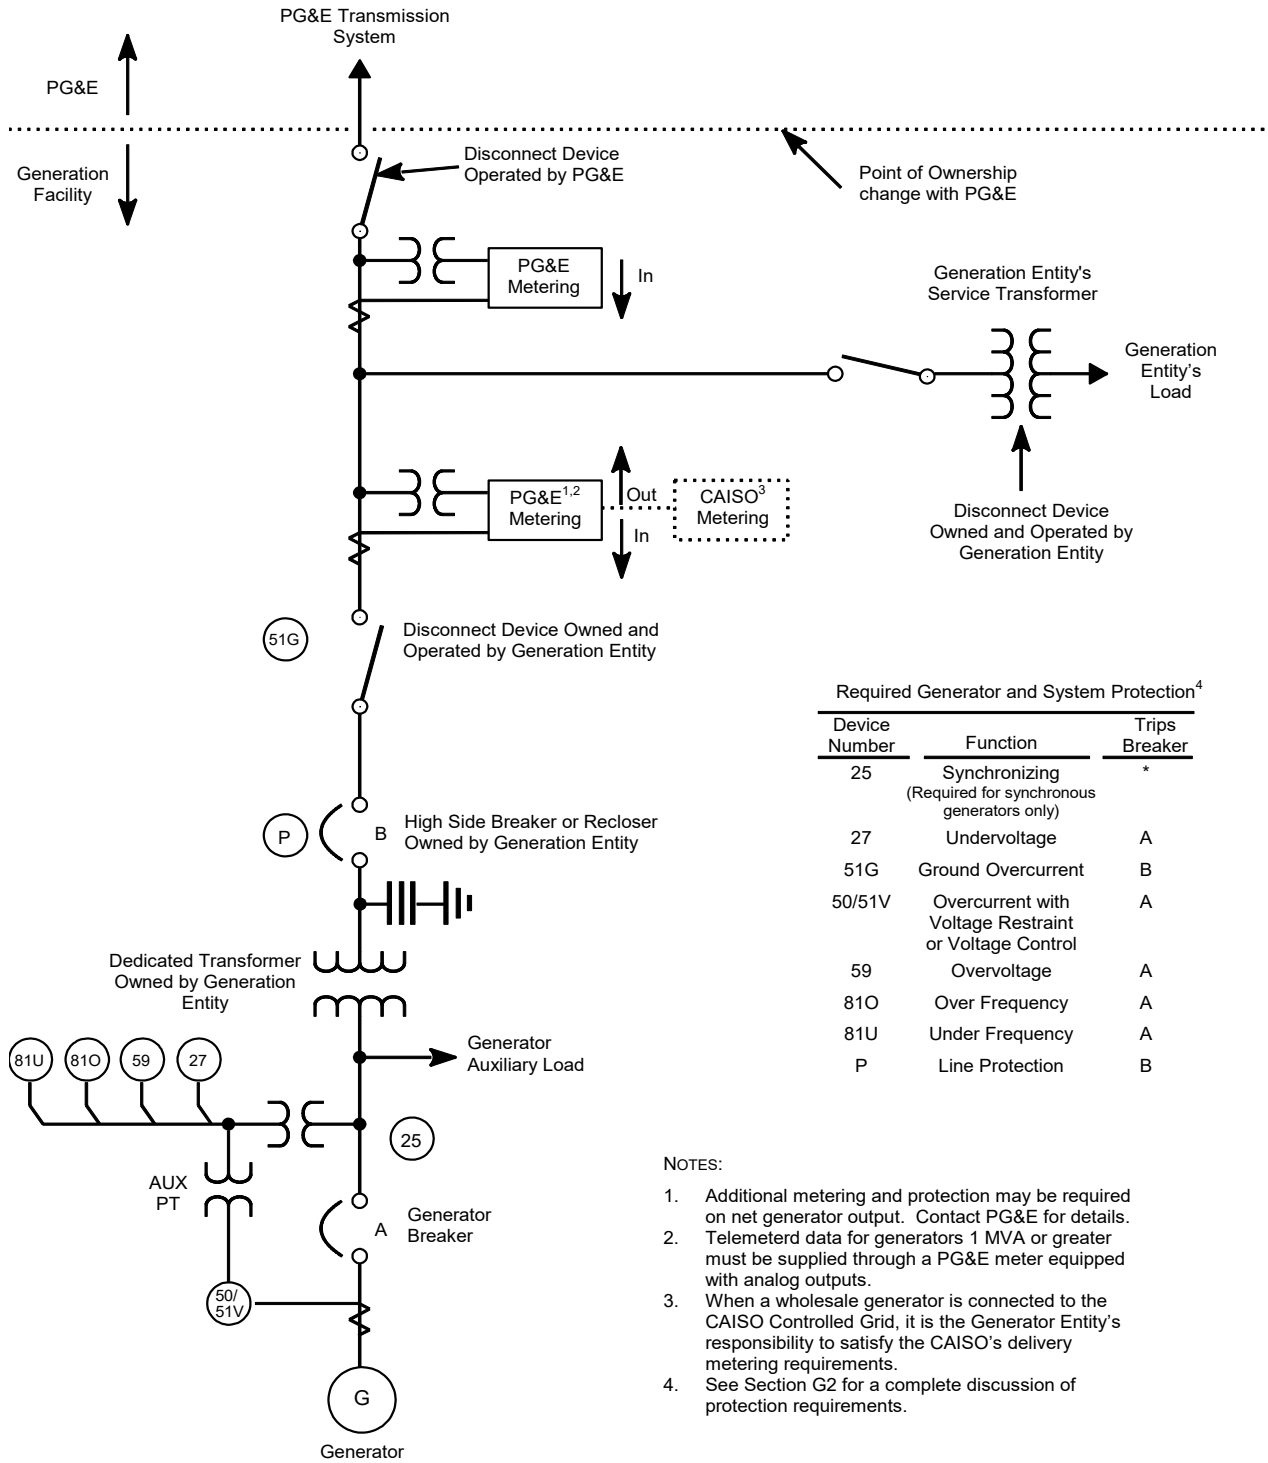 PG&E Transmission
System
PG&E
Generation
Facility
Disconnect Device
Operated by PG&E
Point of Ownership
change with PG&E
PG&E
Metering
In
Generation Entity's
Service Transformer
Generation
Entity’s
Load
PG&E1,2
Metering
Out
In
CAISO3
Metering
Disconnect Device
Owned and Operated by
Generation Entity
51G
Disconnect Device Owned and
Operated by Generation Entity
P
B
High Side Breaker or Recloser
Owned by Generation Entity
Dedicated Transformer
Owned by Generation
Entity
Generator
Auxiliary Load
81U
81O
59
27
25
AUX
PT
A
Generator
Breaker
50/
51V
G
Generator
Required Generator and System Protection4
Device
Number
Function
Trips
Breaker
25
Synchronizing
*
(Required for synchronous
generators only)
27
Undervoltage
A
51G
Ground Overcurrent
B
50/51V
Overcurrent with
A
Voltage Restraint
or Voltage Control
59
Overvoltage
A
81O
Over Frequency
A
81U
Under Frequency
A
P
Line Protection
B
NOTES:
1. Additional metering and protection may be required
on net generator output. Contact PG&E for details.
2. Telemeterd data for generators 1 MVA or greater
must be supplied through a PG&E meter equipped
with analog outputs.
3. When a wholesale generator is connected to the
CAISO Controlled Grid, it is the Generator Entity’s
responsibility to satisfy the CAISO’s delivery
metering requirements.
4. See Section G2 for a complete discussion of
protection requirements.